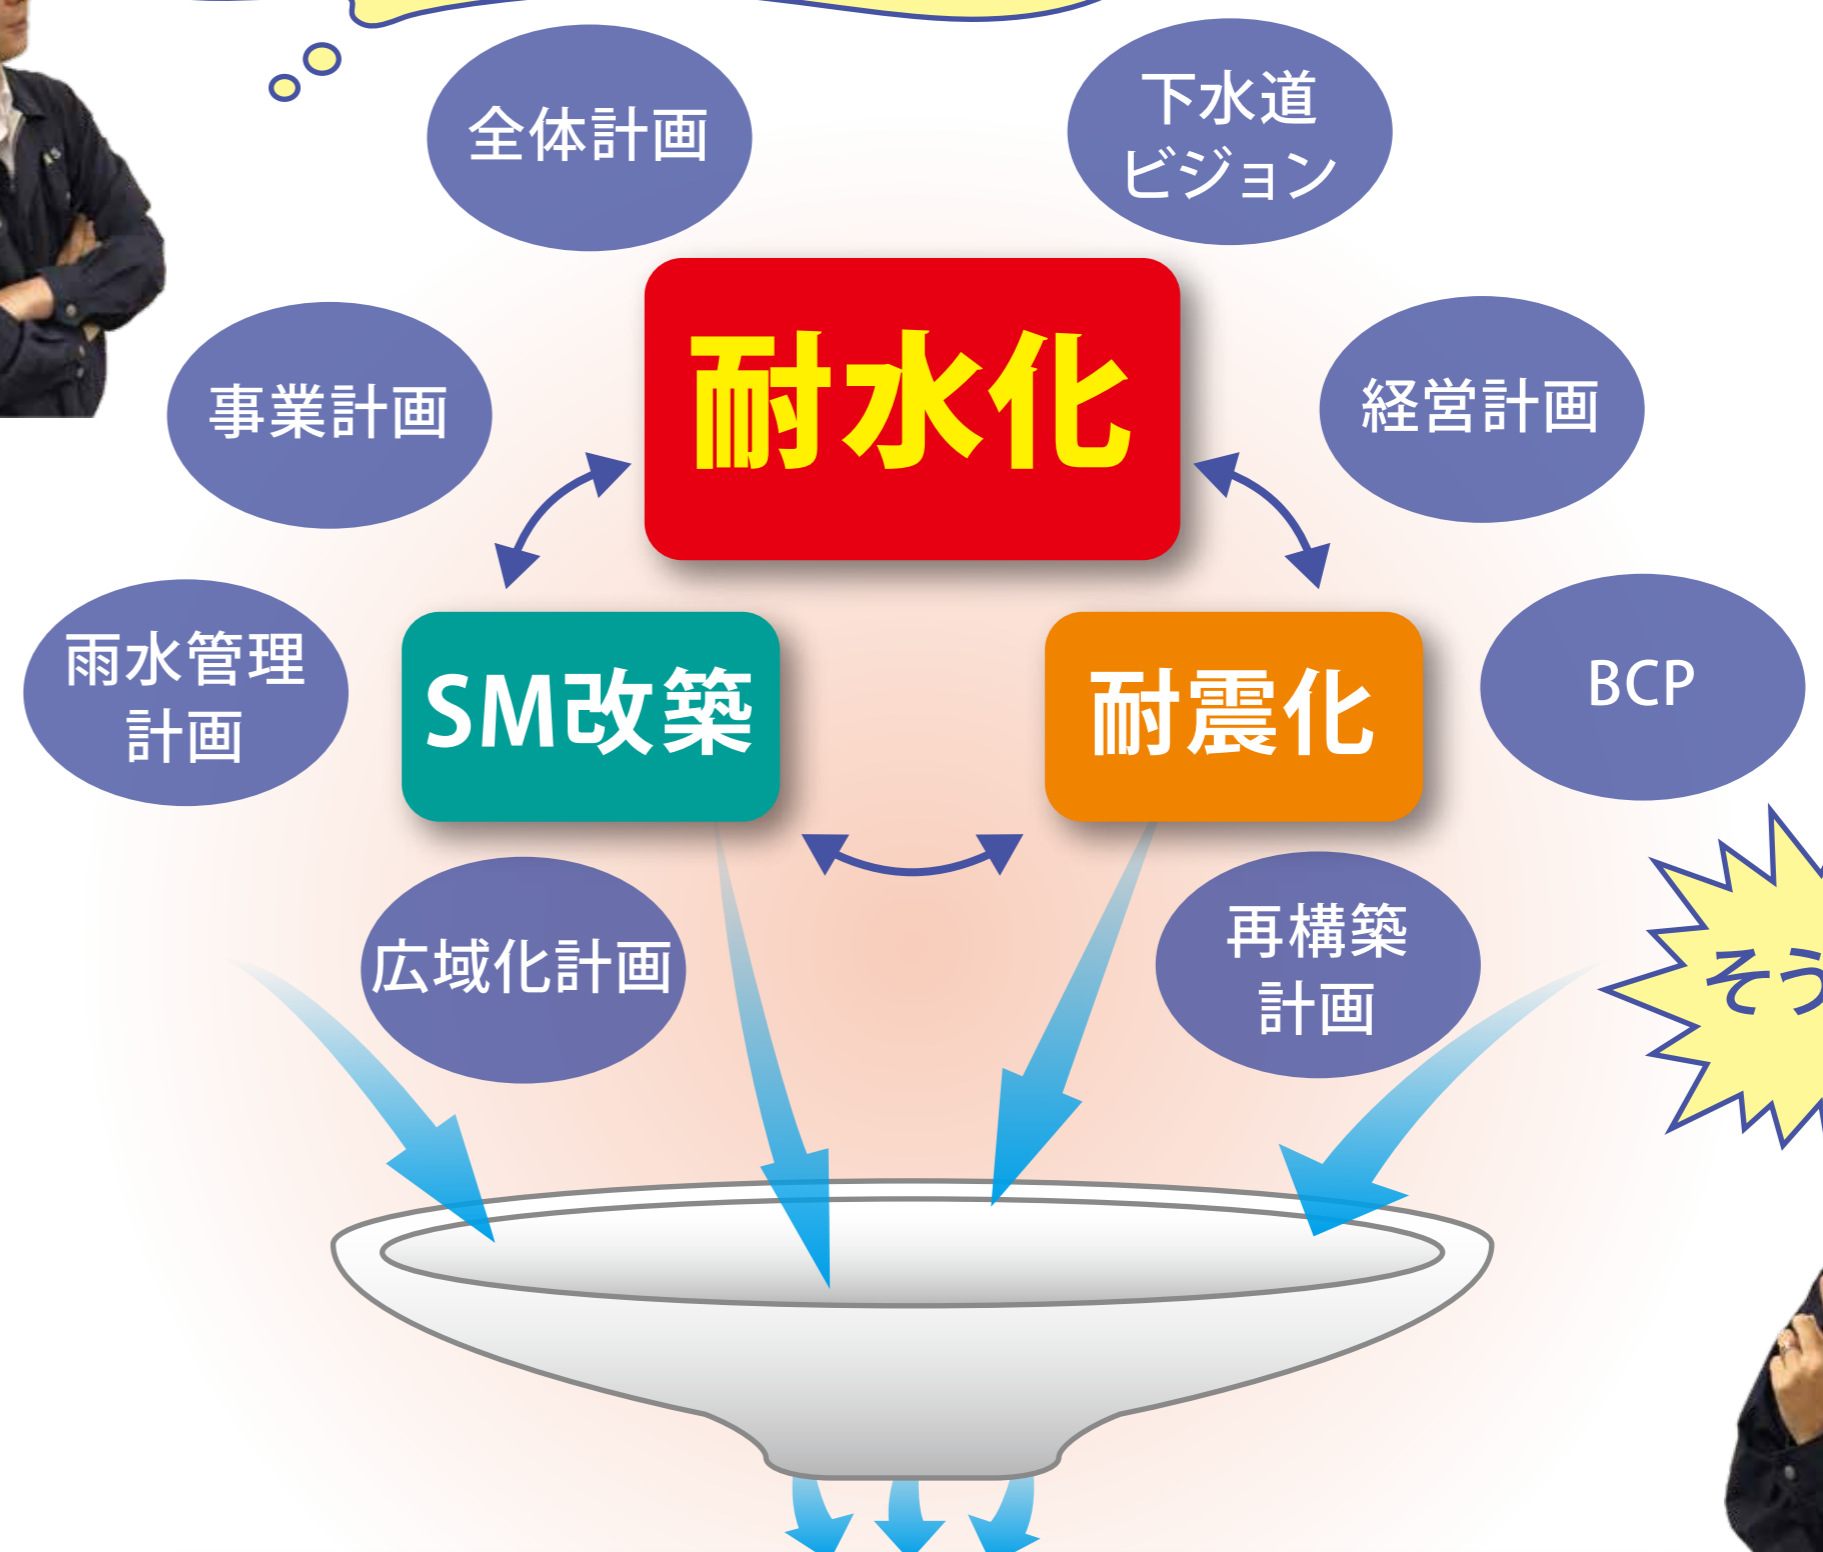 全体計画
下水道
ビジョン
耐水化
事業計画
経営計画
雨水管理
計画
SM改築
耐震化
BCP
広域化計画
再構築
計画
そう